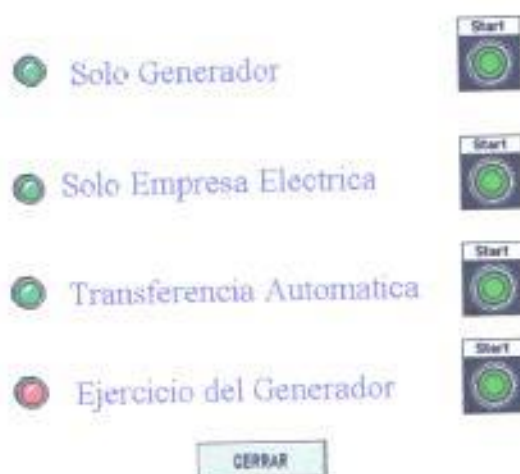 Start
Solo Generador
Start
Solo Empresa Electrica
Start
Transferencia Automatica
Start
Ejercicio del Generador
CERRAR